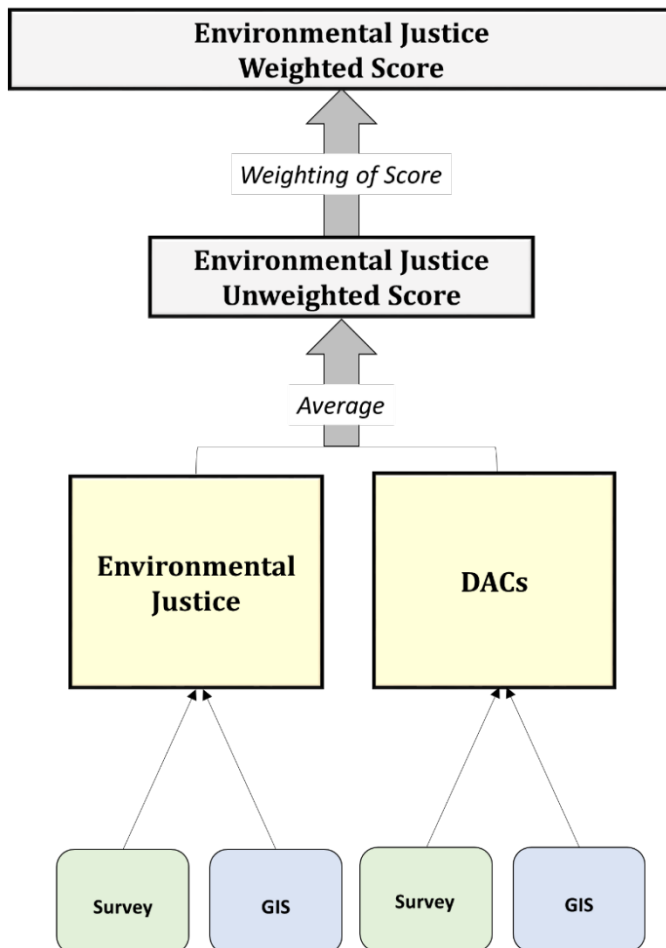 Environmental Justice
Weighted Score
Weighting of Score
Environmental Justice
Unweighted Score
Average
Environmental
Justice
DACs
Survey
GIS
Survey
GIS